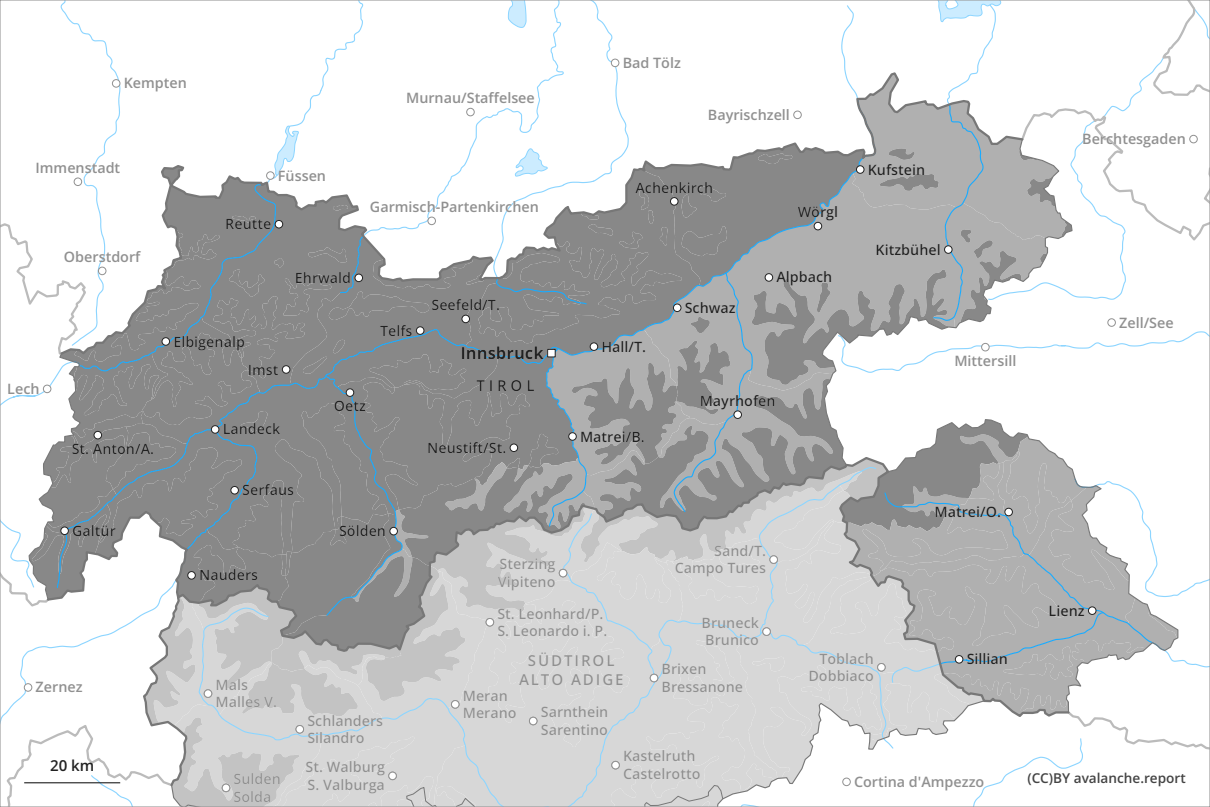 Kempten
Bad Tölz
Murnau/Staffelsee
Bayrischzell
Berchtesgaden
Immenstadt
Füssen
Kufstein
Achenkirch
Garmisch-Partenkirchen
Reutte
Wörgl
Oberstdorf
Kitzbühel
Ehrwald
Alpbach
Seefeld/T.
Schwaz
Telfs
Zell/See
Elbigenalp
Innsbruck
Hall/T.
Mittersill
Imst
TIROL
Lech
Oetz
Mayrhofen
Landeck
Matrei/B.
St. Anton/A.
Neustift/St.
Serfaus
Matrei/O.
Galtür
Sölden
Sand/T.
Campo Tures
Sterzing
Vipiteno
Nauders
Lienz
St. Leonhard/P.
S. Leonardo i. P.
Bruneck
Brunico
SÜDTIROL
ALTO ADIGE
Sillian
Toblach
Dobbiaco
Brixen
Bressanone
Zernez
Mals
Malles V.
Meran
Merano
Sarnthein
Sarentino
Schlanders
Silandro
Kastelruth
Castelrotto
St. Walburg
S. Valburga
20 km
Sulden
Solda
Cortina d'Ampezzo
(CC)BY avalanche.report